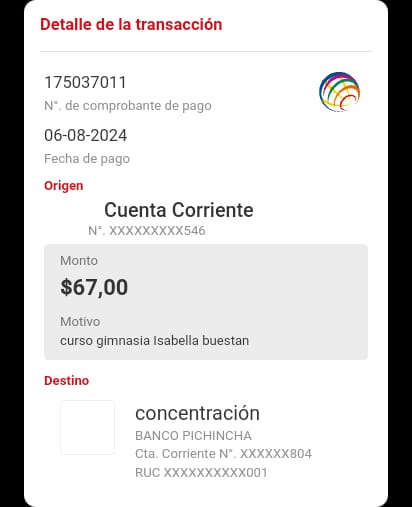 Detalle de la transacción
175037011
N°. de comprobante de pago
06-08-2024
Fecha de pago
Origen
Cuenta Corriente
N°. XXXXXXXXX546
Monto
$67,00
Motivo
curso gimnasia Isabella buestan
Destino
concentración
BANCO PICHINCHA
Cta. Corriente N°. XXXXXX804
RUC XXXXXXXXXX001